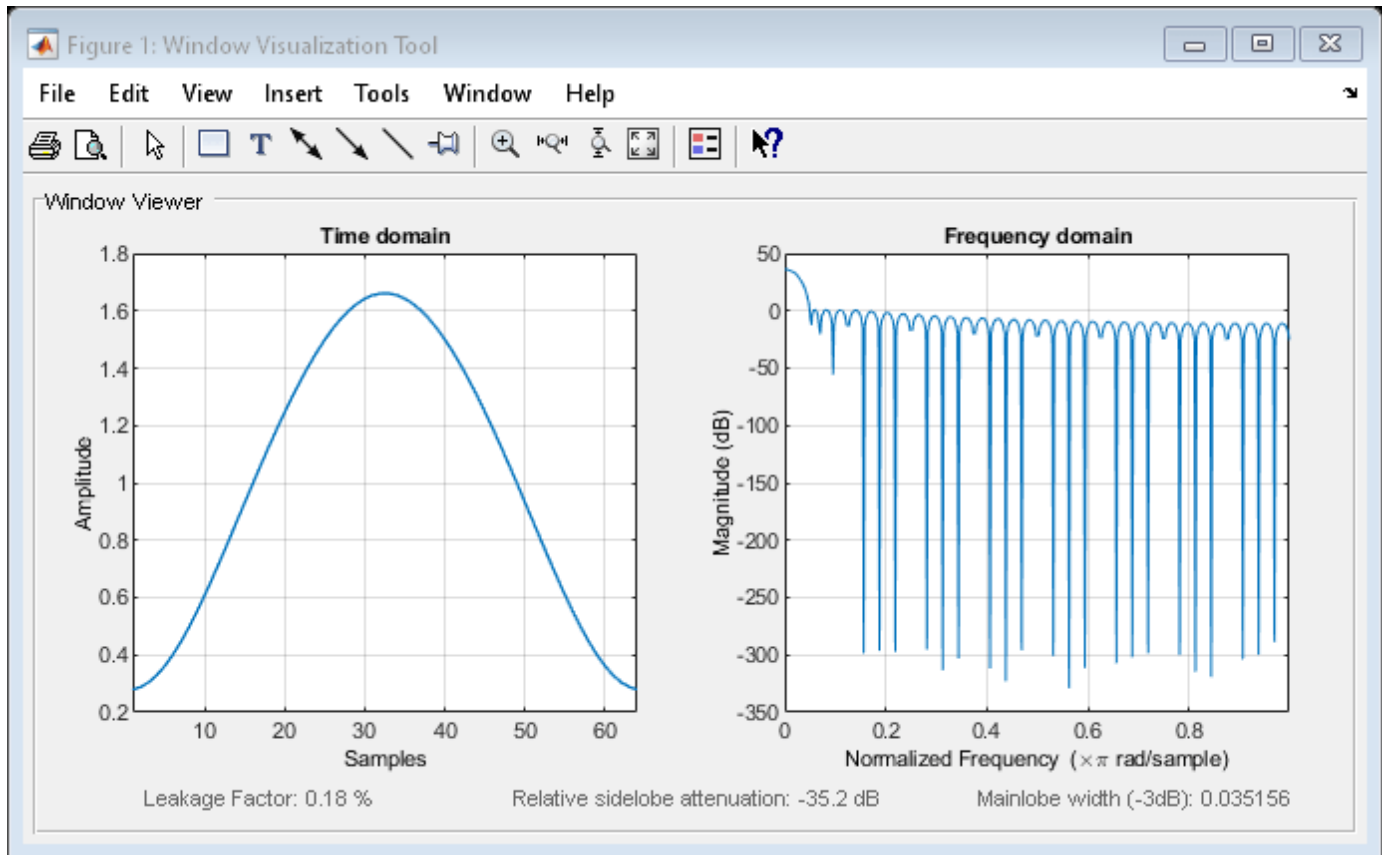 Figure 1: Window Visualization Tool
File Edit View Insert Tools Window Help
T
?
Window Viewer
Time domain
1.8
1.6
1.4
1.2
1
0.8
0.6
0.4
0.2
Amplitude
10 20 30 40 50 60
Samples
Frequency domain
50
0
-50
-100
-150
-200
-250
-300
-350
Magnitude (dB)
0 0.2 0.4 0.6 0.8
Normalized Frequency (×π rad/sample)
Leakage Factor: 0.18 % Relative sidelobe attenuation: -35.2 dB Mainlobe width (-3dB): 0.035156